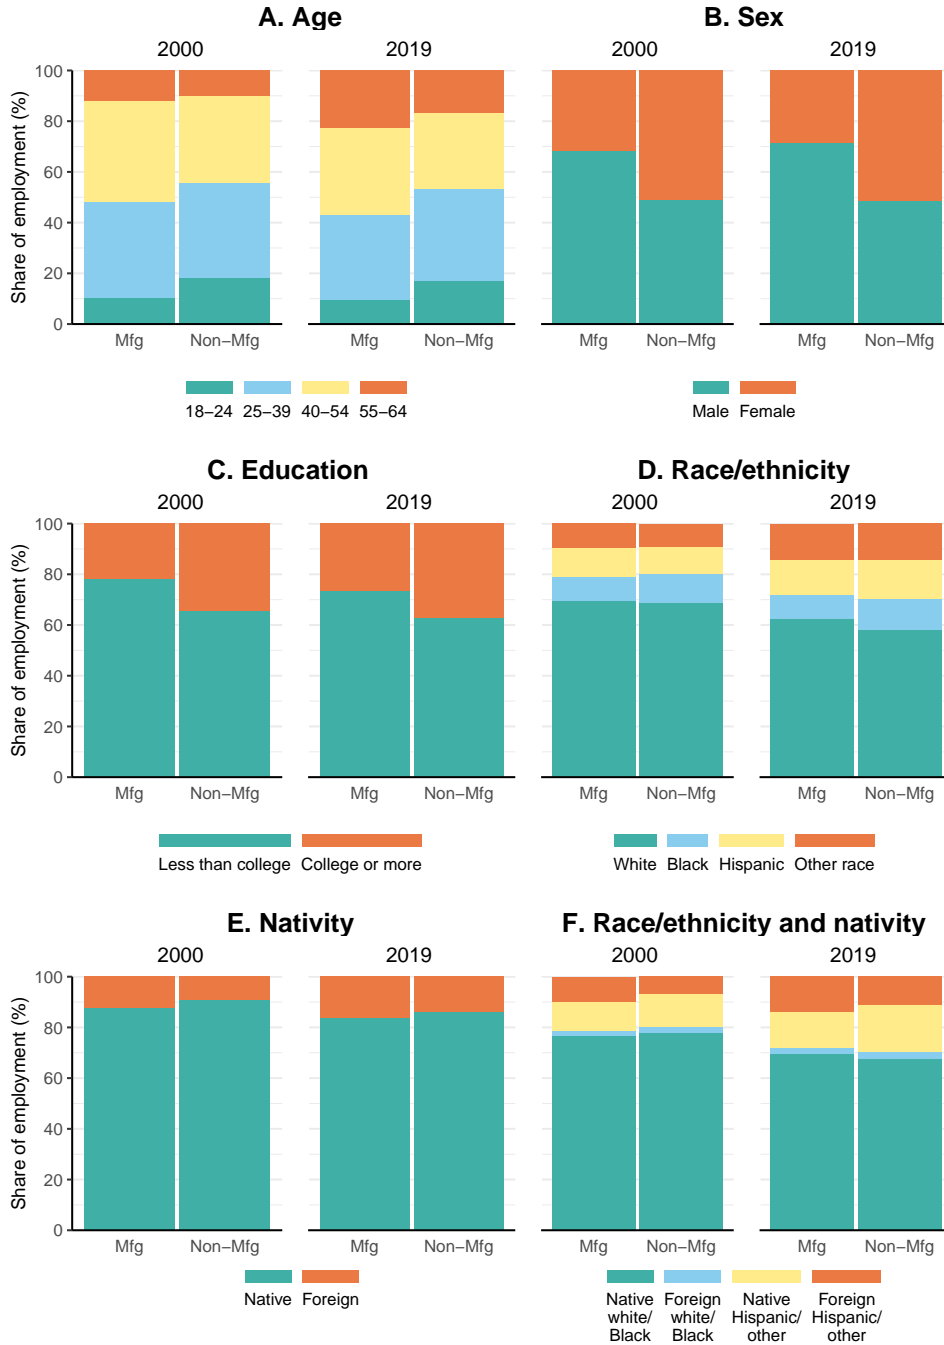 A. Age
B. Sex
2000
2019
2000
2019
Share of employment (%)
100
80
60
40
20
0
Mfg
Non−Mfg
Mfg
Non−Mfg
Mfg
Non−Mfg
Mfg
Non−Mfg
18−24
25−39
40−54
55−64
Male
Female
C. Education
D. Race/ethnicity
2000
2019
2000
2019
Share of employment (%)
100
80
60
40
20
0
Mfg
Non−Mfg
Mfg
Non−Mfg
Mfg
Non−Mfg
Mfg
Non−Mfg
Less than college
College or more
White
Black
Hispanic
Other race
E. Nativity
F. Race/ethnicity and nativity
2000
2019
2000
2019
Share of employment (%)
100
80
60
40
20
0
Mfg
Non−Mfg
Mfg
Non−Mfg
Mfg
Non−Mfg
Mfg
Non−Mfg
Native
Foreign
Native
white/
Black
Foreign
white/
Black
Native
Hispanic/
other
Foreign
Hispanic/
other